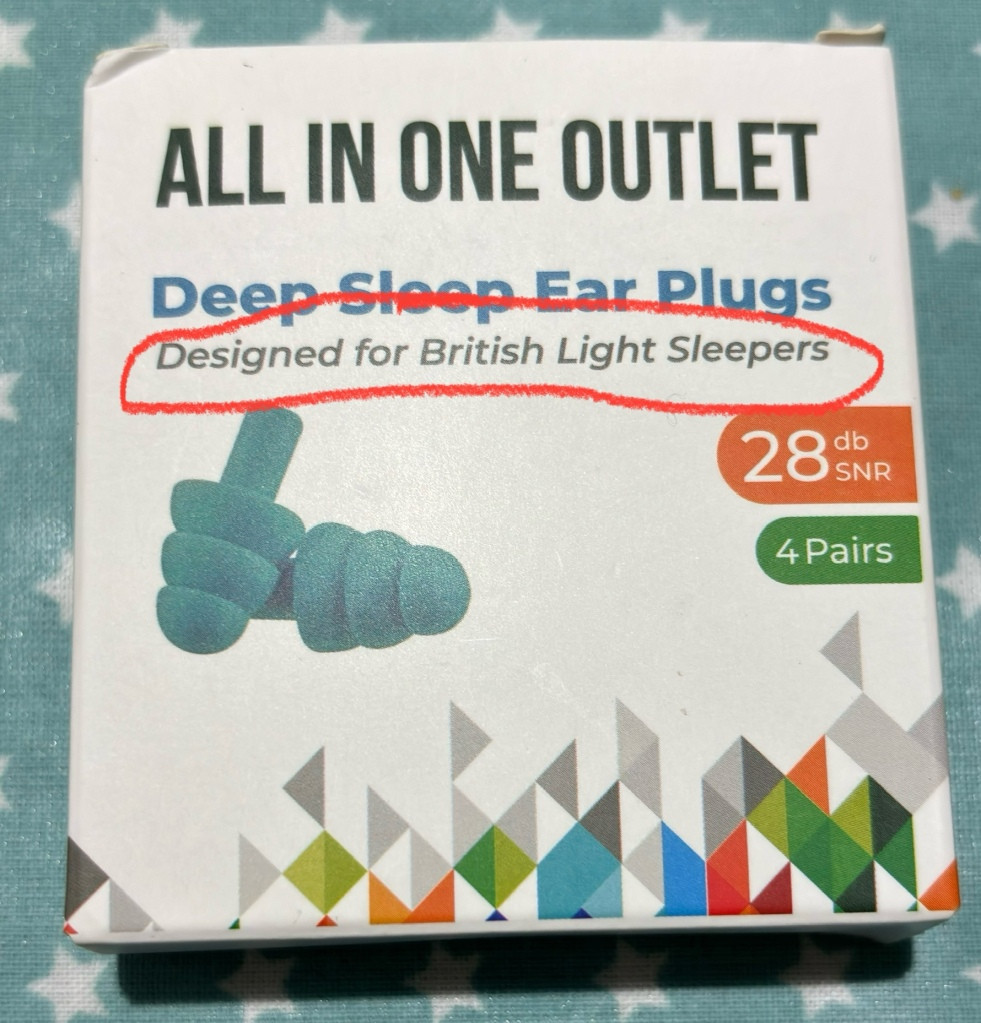 ALL IN ONE OUTLET
Deep Sleep Ear Plugs
Designed for British Light Sleepers
28 db
SNR
4 Pairs